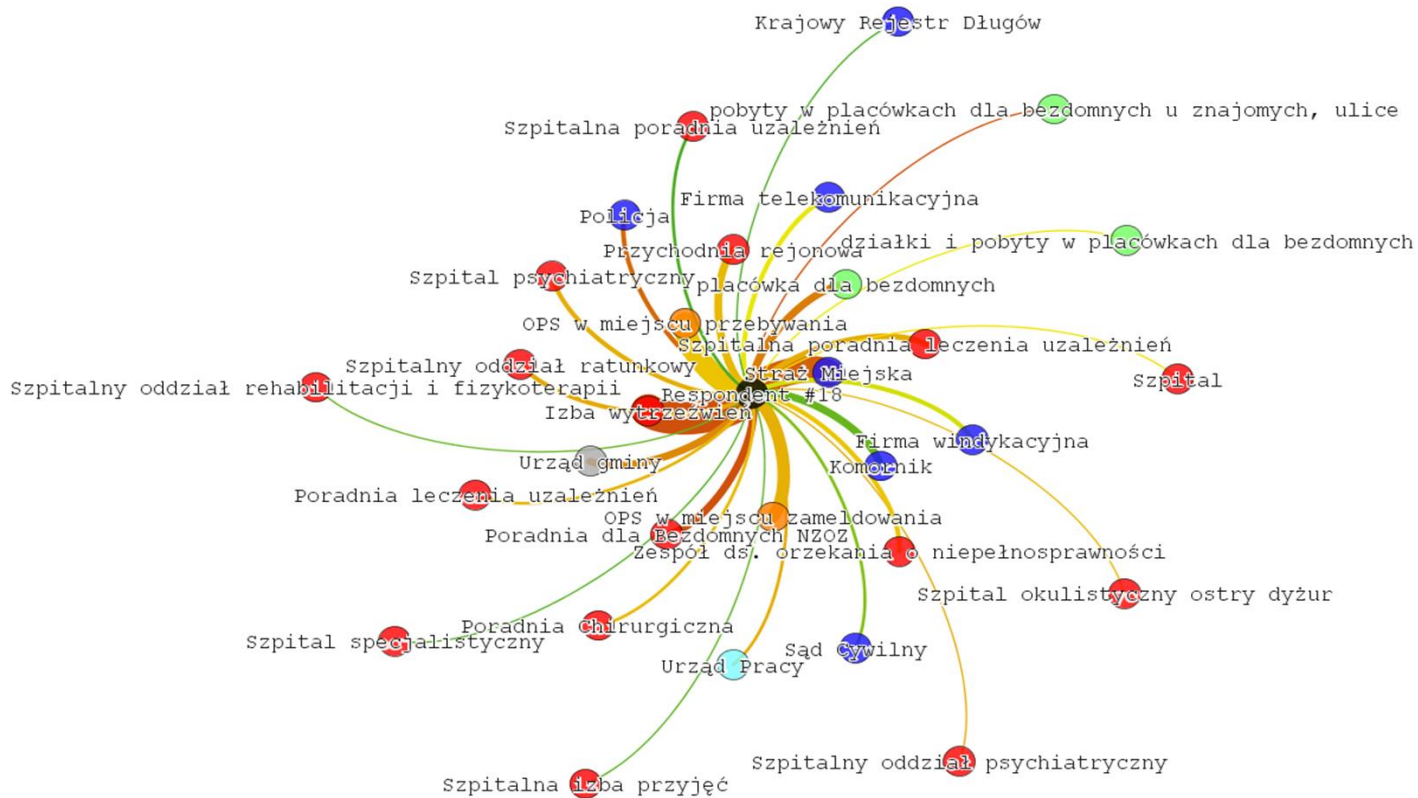 Krajowy Rejestr Długów
pobyty w placówkach dla bezdomnych u znajomych, ulice
Szpitalna poradnia uzależnień
Firma telekomunikacyjna
Policja
działki i pobyty w placówkach dla bezdomnych
Przychodnia rejonowa
Szpital psychiatryczny
placówka dla bezdomnych
OPS w miejscu przebywania
Szpitalna poradnia leczenia uzależnień
Szpitalny oddział ratunkowy
Straż Miejska
Szpital
Szpitalny oddział rehabilitacji i fizykoterapii
Respondent #18
Izba wytrzeźwień
Firma windykacyjna
Urząd gminy
Komornik
Poradnia leczenia uzależnień
OPS w miejscu zameldowania
Poradnia dla Bezdomnych NZOZ
Zespół ds. orzekania o niepełnosprawności
Szpital okulistyczny ostry dyżur
Poradnia Chirurgiczna
Szpital specjalistyczny
Sąd Cywilny
Urząd Pracy
Szpitalny oddział psychiatryczny
Szpitalna izba przyjęć